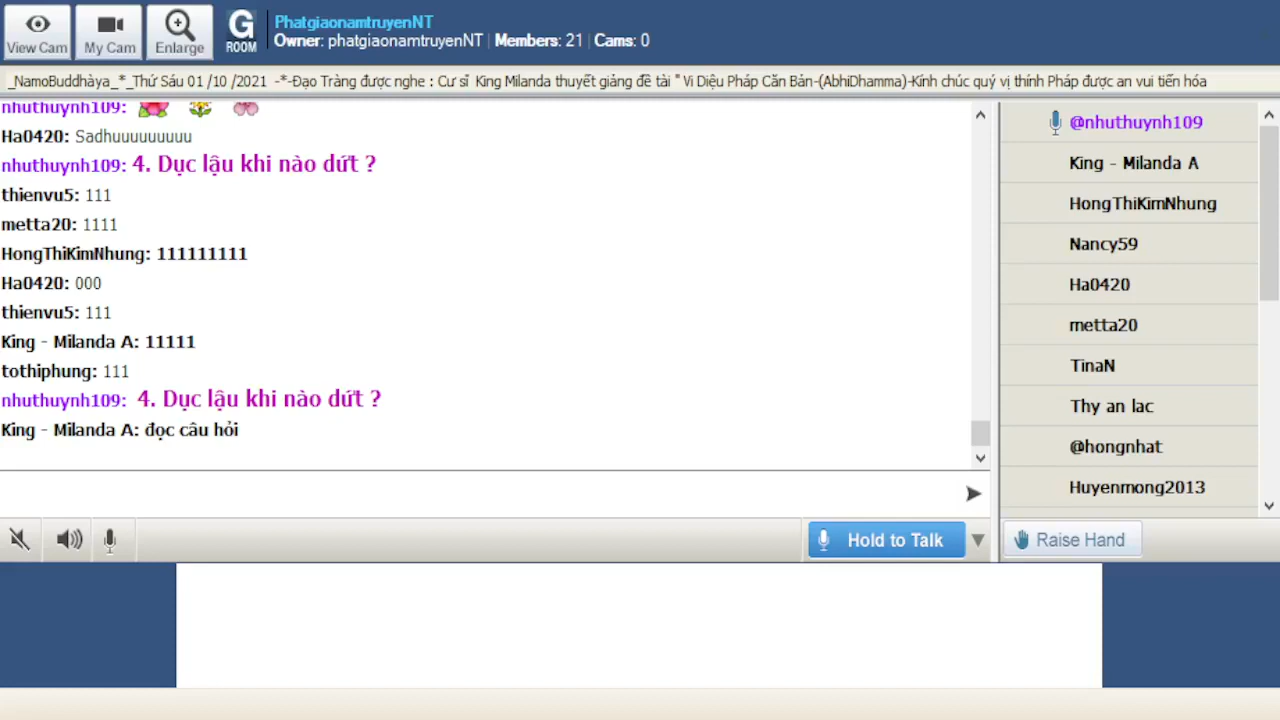 View Cam
My Cam
Enlarge
G
ROOM
PhatgiaonamtruyenNT
Owner: phatgiaonamtruyenNT | Members: 21 | Cams: 0
_NamoBuddhàya_*_Thứ Sáu 01 /10 /2021 -*-Đạo Tràng được nghe : Cư sĩ King Milanda thuyết giảng đề tài " Vi Diệu Pháp Căn Bản-(AbhiDhamma)-Kính chúc quý vị thính Pháp được an vui tiến hóa
nhuthuynh109:
Ha0420: Sadhuuuuuuuuu
nhuthuynh109: 4. Dục lậu khi nào dứt ?
thienvu5: 111
metta20: 1111
HongThiKimNhung: 111111111
Ha0420: 000
thienvu5: 111
King - Milanda A: 11111
tothiphung: 111
nhuthuynh109: 4. Dục lậu khi nào dứt ?
King - Milanda A: đọc câu hỏi
@nhuthuynh109
King - Milanda A
HongThiKimNhung
Nancy59
Ha0420
metta20
TinaN
Thy an lac
@hongnhat
Huyenmong2013
Hold to Talk
Raise Hand